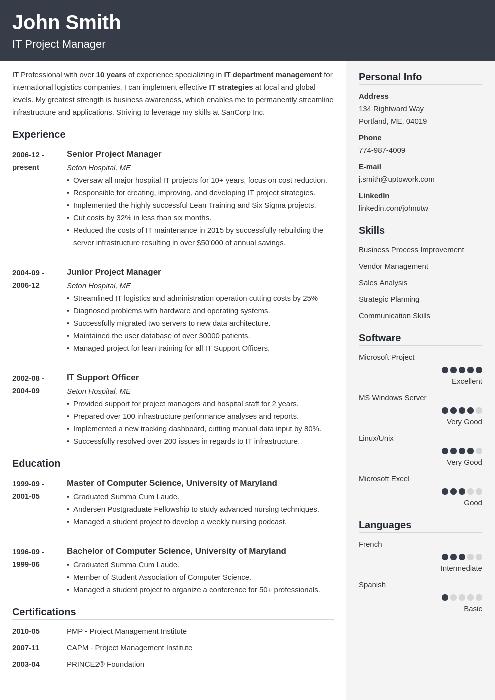 John Smith
IT Project Manager
IT Professional with over 10 years of experience specializing in IT department management for
international logistics companies. I can implement effective IT strategies at local and global
levels. My greatest strength is business awareness, which enables me to permanently streamline
infrastructure and applications. Striving to leverage my skills at SanCorp Inc.
Experience
2006-12 -
present
Senior Project Manager
Seton Hospital, ME
• Oversaw all major hospital IT projects for 10+ years, focus on cost reduction.
• Responsible for creating, improving, and developing IT project strategies.
• Implemented the highly successful Lean Training and Six Sigma projects.
• Cut costs by 32% in less than six months.
• Reduced the costs of IT maintenance in 2015 by successfully rebuilding the
server infrastructure resulting in over $50'000 of annual savings.
2004-09 -
2006-12
Junior Project Manager
Seton Hospital, ME
• Streamlined IT logistics and administration operation cutting costs by 25%
• Diagnosed problems with hardware and operating systems.
• Successfully migrated two servers to new data architecture.
• Maintained the user database of over 30000 patients.
• Managed project for lean training for all IT Support Officers.
2002-08 -
2004-09
IT Support Officer
Seton Hospital, ME
• Provided support for project managers and hospital staff for 2 years.
• Prepared over 100 infrastructure performance analyses and reports.
• Implemented a new tracking dashboard, cutting manual data input by 80%.
• Successfully resolved over 200 issues in regards to IT infrastructure.
Education
1999-09 -
2001-05
Master of Computer Science, University of Maryland
• Graduated Summa Cum Laude.
• Andersen Postgraduate Fellowship to study advanced nursing techniques.
• Managed a student project to develop a weekly nursing podcast.
1996-09 -
1999-06
Bachelor of Computer Science, University of Maryland
• Graduated Summa Cum Laude.
• Member of Student Association of Computer Science.
• Managed a student project to organize a conference for 50+ professionals.
Certifications
2010-05 PMP - Project Management Institute
2007-11 CAPM - Project Management Institute
2003-04 PRINCE2® Foundation
Personal Info
Address
134 Rightward Way
Portland, ME, 04019
Phone
774-987-4009
E-mail
j.smith@uptowork.com
LinkedIn
linkedin.com/johnutw
Skills
Business Process Improvement
Vendor Management
Sales Analysis
Strategic Planning
Communication Skills
Software
Microsoft Project
Excellent
MS Windows Server
Very Good
Linux/Unix
Very Good
Microsoft Excel
Good
Languages
French
Intermediate
Spanish
Basic